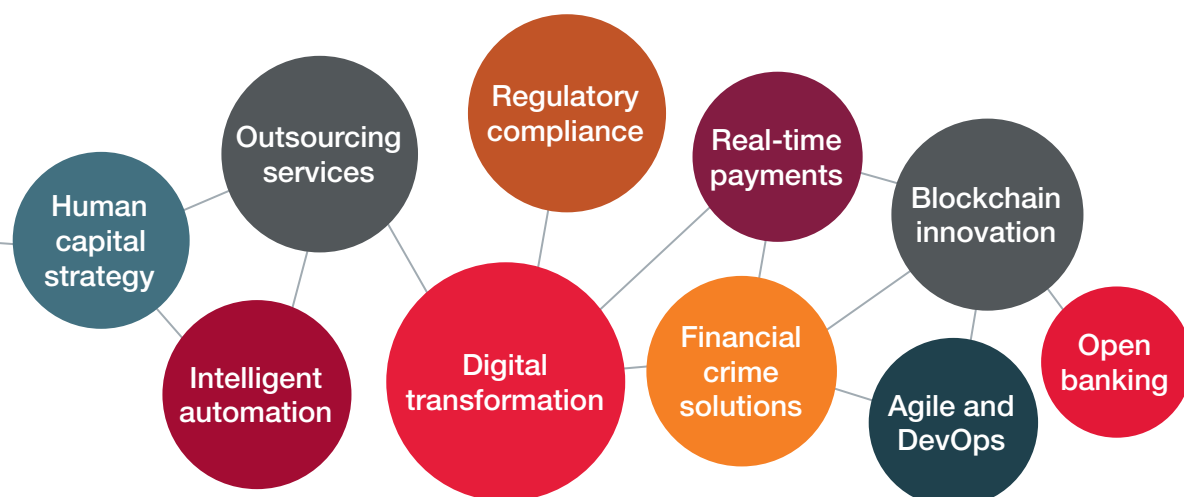 Human
capital
strategy
Outsourcing
services
Intelligent
automation
Regulatory
compliance
Digital
transformation
Real-time
payments
Financial
crime
solutions
Blockchain
innovation
Agile and
DevOps
Open
banking